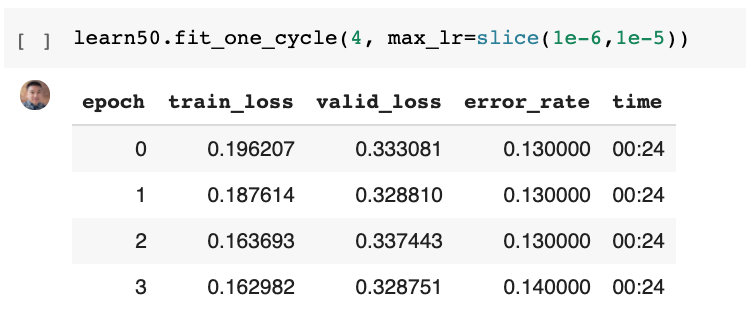 [ ] learn50.fit_one_cycle(4, max_lr=slice(1e-6,1e-5))
epoch train_loss valid_loss error_rate time
0 0.196207 0.333081 0.130000 00:24
1 0.187614 0.328810 0.130000 00:24
2 0.163693 0.337443 0.130000 00:24
3 0.162982 0.328751 0.140000 00:24